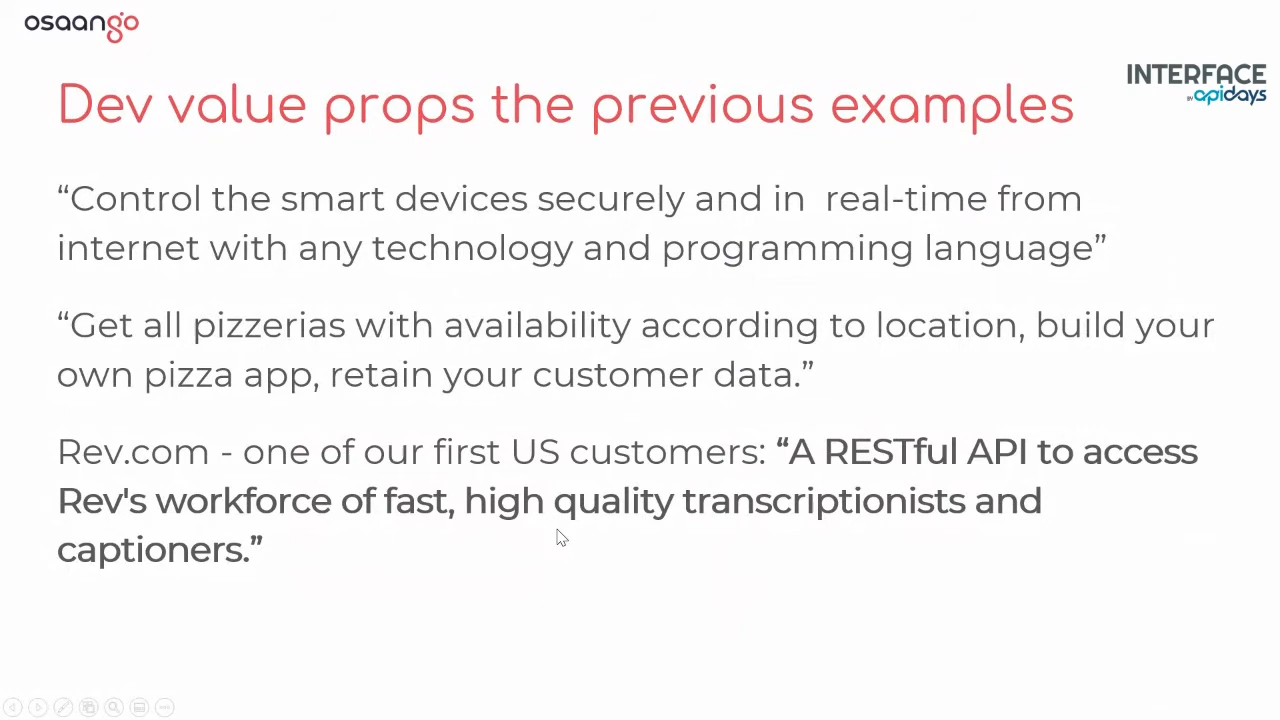 osaango
INTERFACE
BY apidays
Dev value props the previous examples
“Control the smart devices securely and in  real-time from
internet with any technology and programming language”
“Get all pizzerias with availability according to location, build your
own pizza app, retain your customer data.”
Rev.com - one of our first US customers: “A RESTful API to access
Rev's workforce of fast, high quality transcriptionists and
captioners.”